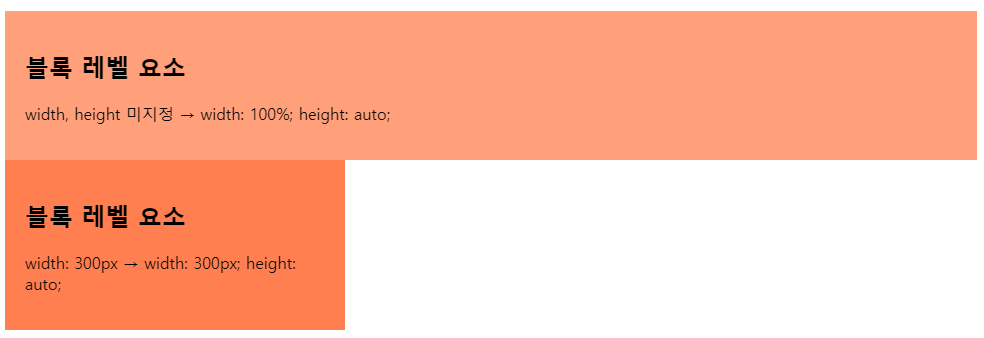 블록 레벨 요소
width, height 미지정 → width: 100%; height: auto;
블록 레벨 요소
width: 300px → width: 300px; height:
auto;